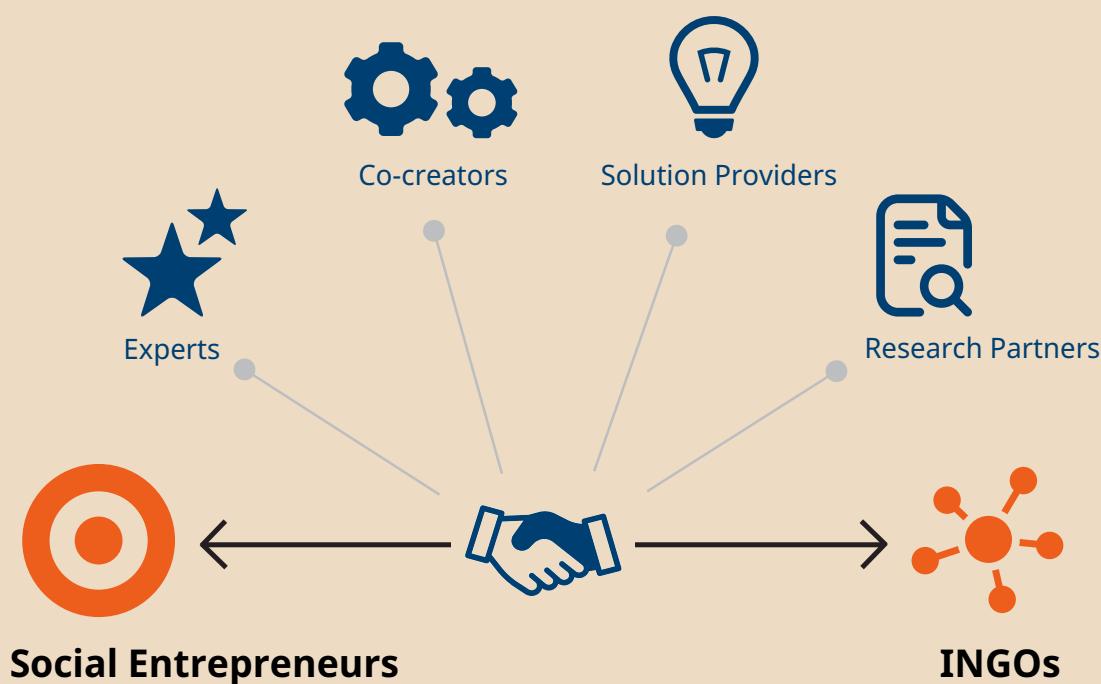 Co-creators
Solution Providers
Experts
Research Partners
Social Entrepreneurs
INGOs